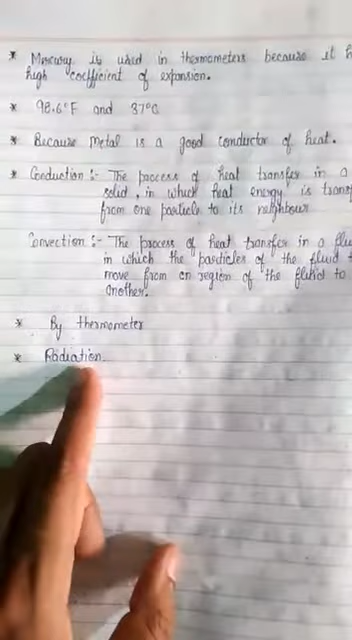 * Mercury is used in thermometers because it h
high coefficient of expansion.
* 98.6°F and 37°C
* Because metal is a good conductor of heat.
* Conduction :- The process of heat transfer in a
solid, in which heat energy is trans
from one particle to its neighbour
Convection :- The process of heat transfer in a flu
in which the particles of the fluid
move from on region of the fluid to
another.
* By thermometer
* Radiation